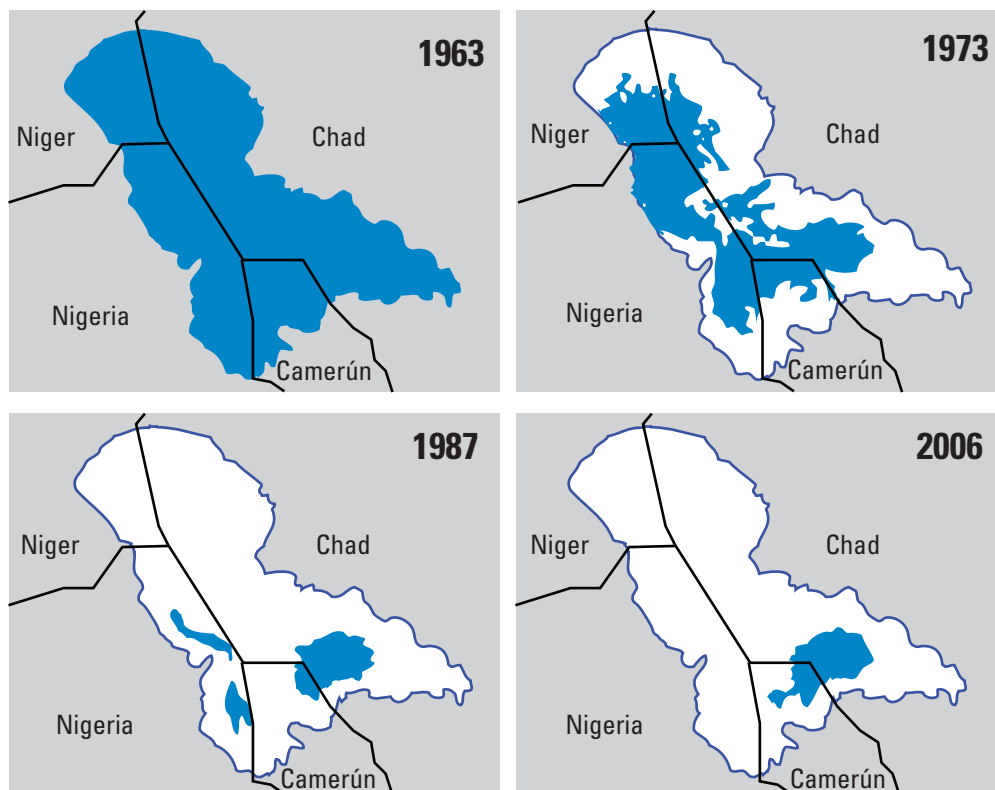 1963
Niger
Chad
Nigeria
Camerún
1973
Niger
Chad
Nigeria
Camerún
1987
Niger
Chad
Nigeria
Camerún
2006
Niger
Chad
Nigeria
Camerún